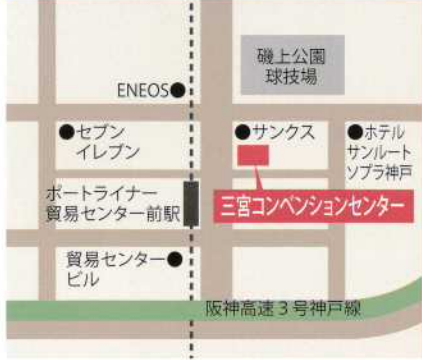 磯上公園
球技場
ENEOS
セブン
イレブン
サンクス
ホテル
サンルート
ソプラ神戸
ポートライナー
貿易センター前駅
三宮コンベンションセンター
貿易センター
ビル
阪神高速3号神戸線